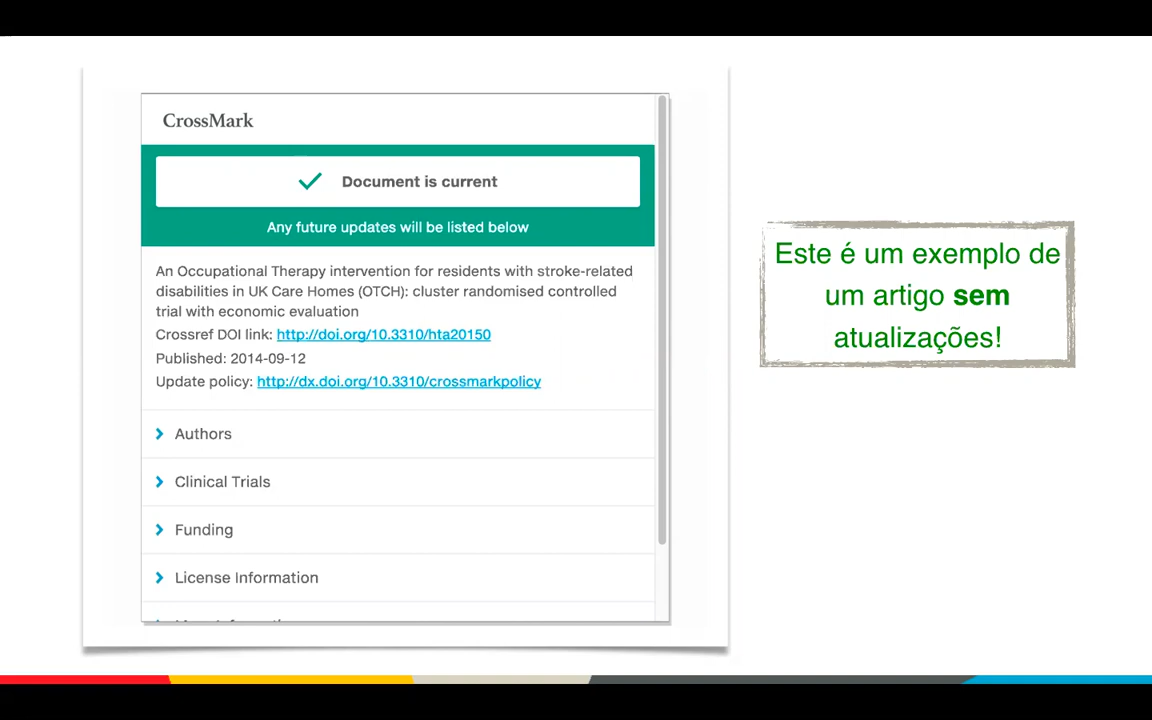 CrossMark
Document is current
Any future updates will be listed below
An Occupational Therapy intervention for residents with stroke-related
disabilities in UK Care Homes (OTCH): cluster randomised controlled
trial with economic evaluation
Crossref DOI link: http://doi.org/10.3310/hta20150
Published: 2014-09-12
Update policy: http://dx.doi.org/10.3310/crossmarkpolicy
Authors
Clinical Trials
Funding
License Information
Este é um exemplo de
um artigo sem
atualizações!